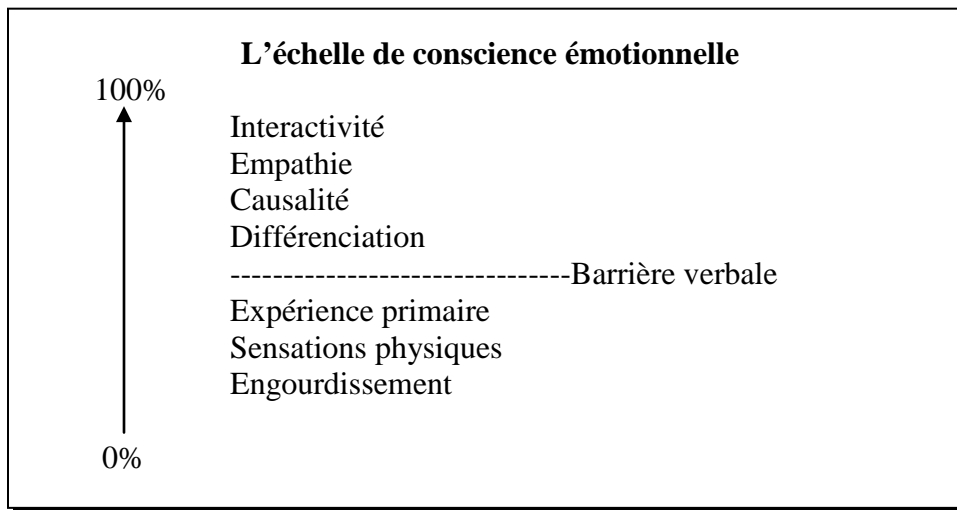 L’échelle de conscience émotionnelle
100%
Interactivité
Empathie
Causalité
Différenciation
--------------------------------Barrière verbale
Expérience primaire
Sensations physiques
Engourdissement
0%